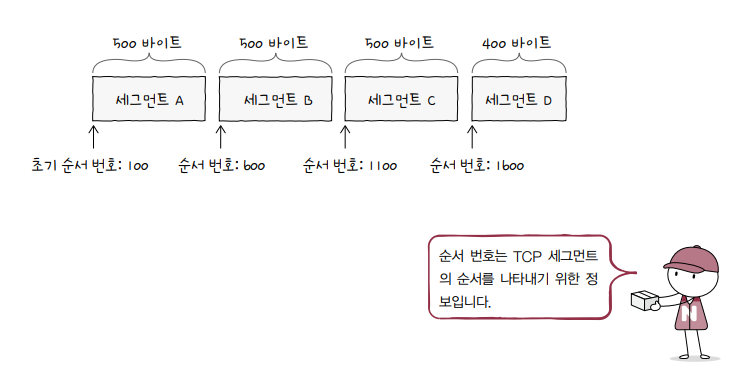 500 바이트 500 바이트 500 바이트 400 바이트
세그먼트 A 세그먼트 B 세그먼트 C 세그먼트 D
초기 순서 번호: 100 순서 번호: 600 순서 번호: 1100 순서 번호: 1600
순서 번호는 TCP 세그먼트
의 순서를 나타내기 위한 정
보입니다.
N